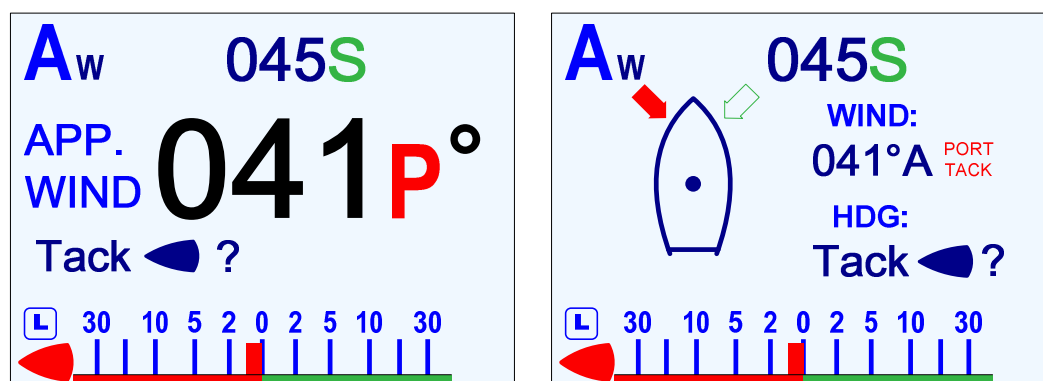 Aw 045S
APP.
WIND 041P°
Tack ?
L 30 10 5 2 0 2 5 10 30
Aw 045S
WIND:
041°A PORT
TACK
HDG:
Tack ?
L 30 10 5 2 0 2 5 10 30